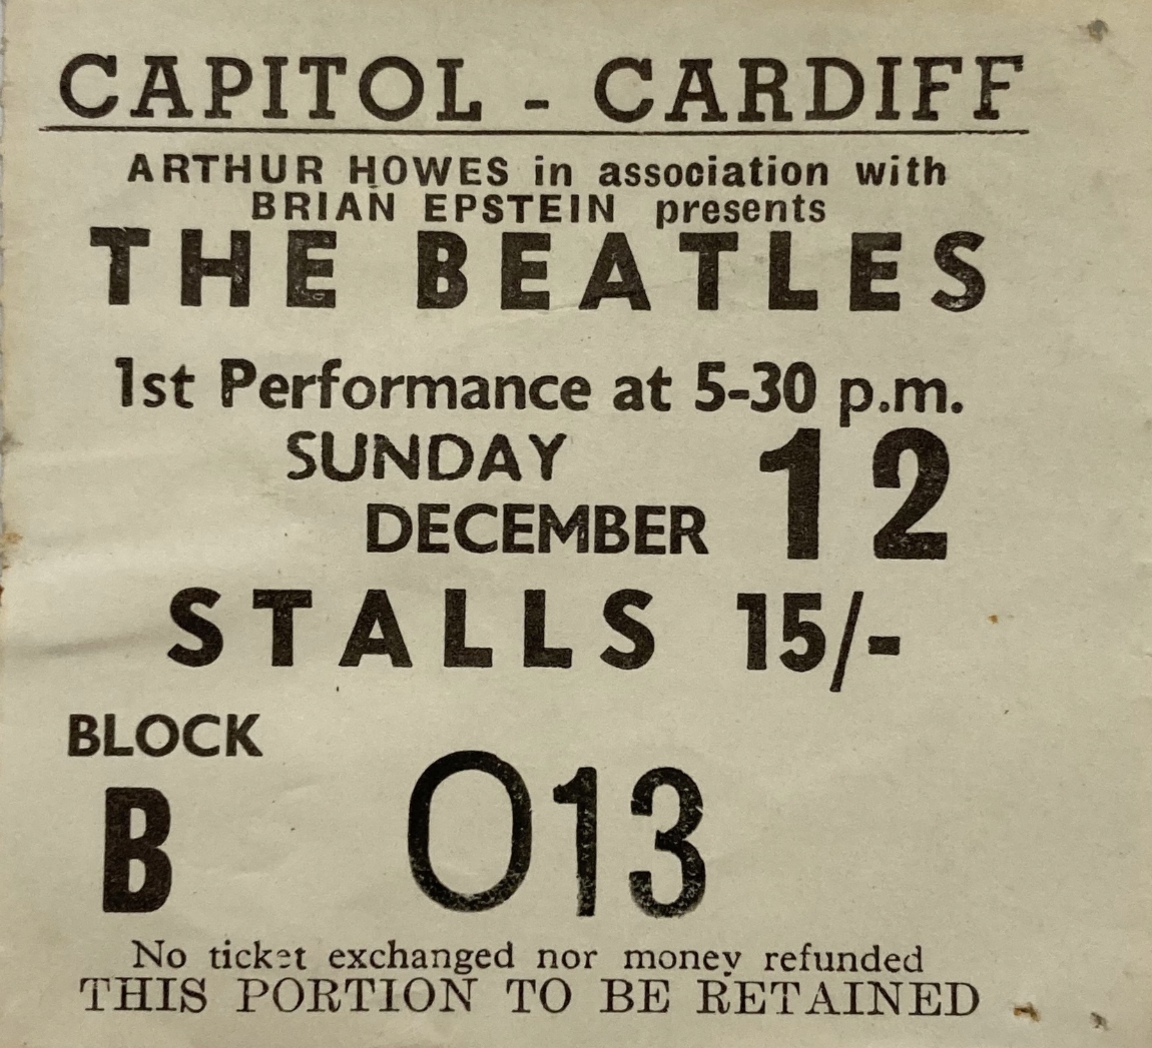 CAPITOL - CARDIFF
ARTHUR HOWES in association with
BRIAN EPSTEIN presents
THE BEATLES
1st Performance at 5-30 p.m.
SUNDAY
DECEMBER 12
STALLS 15/-
BLOCK
B O13
No ticket exchanged nor money refunded
THIS PORTION TO BE RETAINED